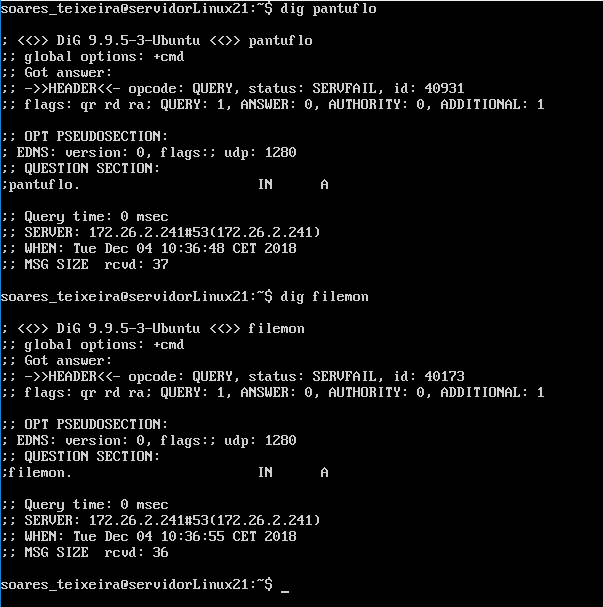 soares_teixeira@servidorLinux21:~$ dig pantuflo

; <<>> DiG 9.9.5-3-Ubuntu <<>> pantuflo
;; global options: +cmd
;; Got answer:
;; ->>HEADER<<- opcode: QUERY, status: SERVFAIL, id: 40931
;; flags: qr rd ra; QUERY: 1, ANSWER: 0, AUTHORITY: 0, ADDITIONAL: 1

;; OPT PSEUDOSECTION:
; EDNS: version: 0, flags:; udp: 1280
;; QUESTION SECTION:
;pantuflo. IN A

;; Query time: 0 msec
;; SERVER: 172.26.2.241#53(172.26.2.241)
;; WHEN: Tue Dec 04 10:36:48 CET 2018
;; MSG SIZE rcvd: 37

soares_teixeira@servidorLinux21:~$ dig filemon

; <<>> DiG 9.9.5-3-Ubuntu <<>> filemon
;; global options: +cmd
;; Got answer:
;; ->>HEADER<<- opcode: QUERY, status: SERVFAIL, id: 40173
;; flags: qr rd ra; QUERY: 1, ANSWER: 0, AUTHORITY: 0, ADDITIONAL: 1

;; OPT PSEUDOSECTION:
; EDNS: version: 0, flags:; udp: 1280
;; QUESTION SECTION:
;filemon. IN A

;; Query time: 0 msec
;; SERVER: 172.26.2.241#53(172.26.2.241)
;; WHEN: Tue Dec 04 10:36:55 CET 2018
;; MSG SIZE rcvd: 36

soares_teixeira@servidorLinux21:~$ _